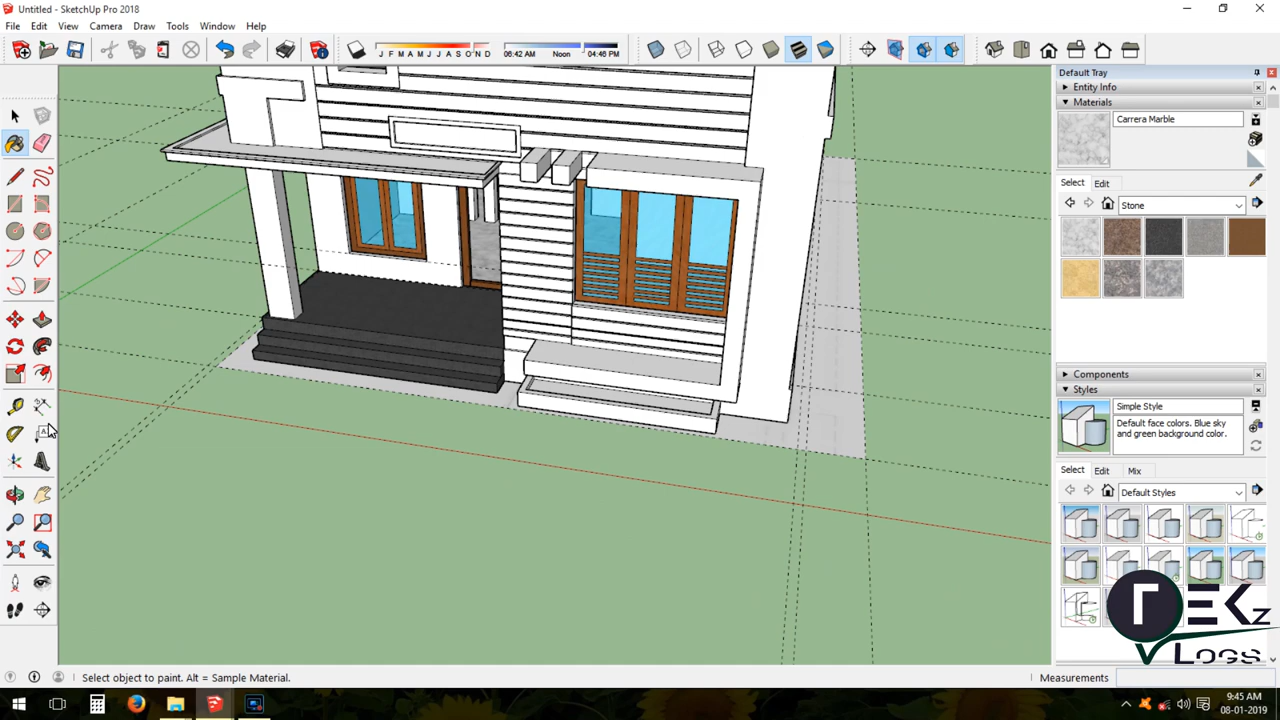 Untitled - SketchUp Pro 2018
File Edit View Camera Draw Tools Window Help
J F M A M J J A S O N D
06:42 AM Noon 04:46 PM
Default Tray
Entity Info
Materials
Carrera Marble
Select Edit
Stone
Components
Styles
Simple Style
Default face colors. Blue sky
and green background color.
Select Edit Mix
Default Styles
TEKz
VLogs
Select object to paint. Alt = Sample Material.
Measurements
9:45 AM
08-01-2019